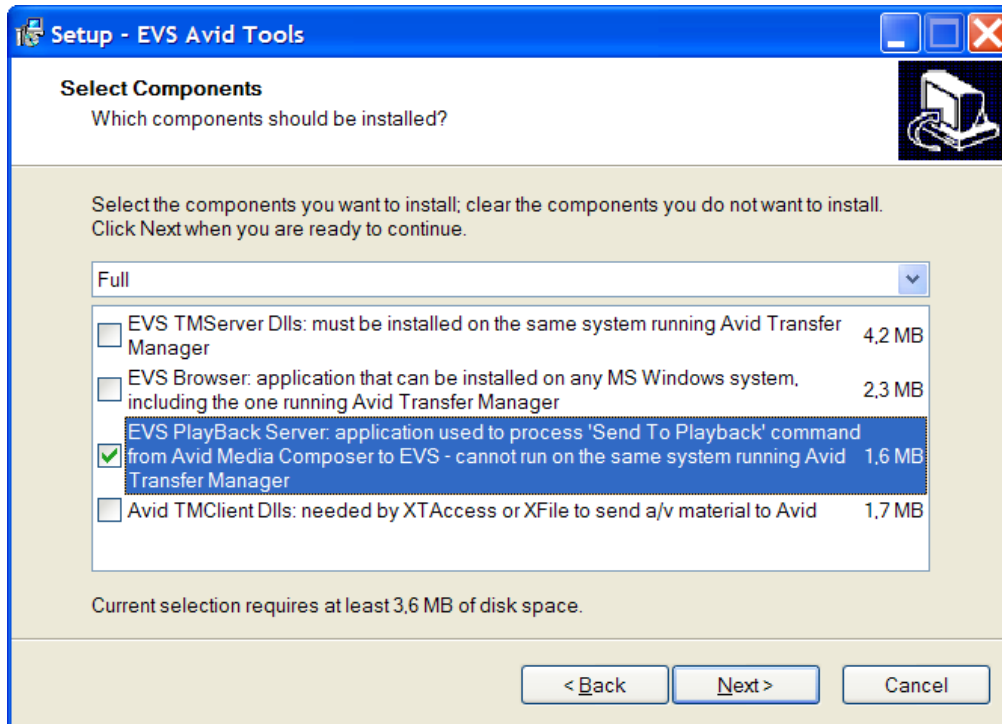 Setup - EVS Avid Tools
Select Components
Which components should be installed?
Select the components you want to install; clear the components you do not want to install.
Click Next when you are ready to continue.
Full
EVS TMServer Dlls: must be installed on the same system running Avid Transfer
Manager
4,2 MB
EVS Browser: application that can be installed on any MS Windows system,
including the one running Avid Transfer Manager
2,3 MB
EVS PlayBack Server: application used to process 'Send To Playback' command
from Avid Media Composer to EVS - cannot run on the same system running Avid
Transfer Manager
1,6 MB
Avid TMClient Dlls: needed by XTAccess or XFile to send a/v material to Avid
1,7 MB
Current selection requires at least 3,6 MB of disk space.
< Back
Next >
Cancel